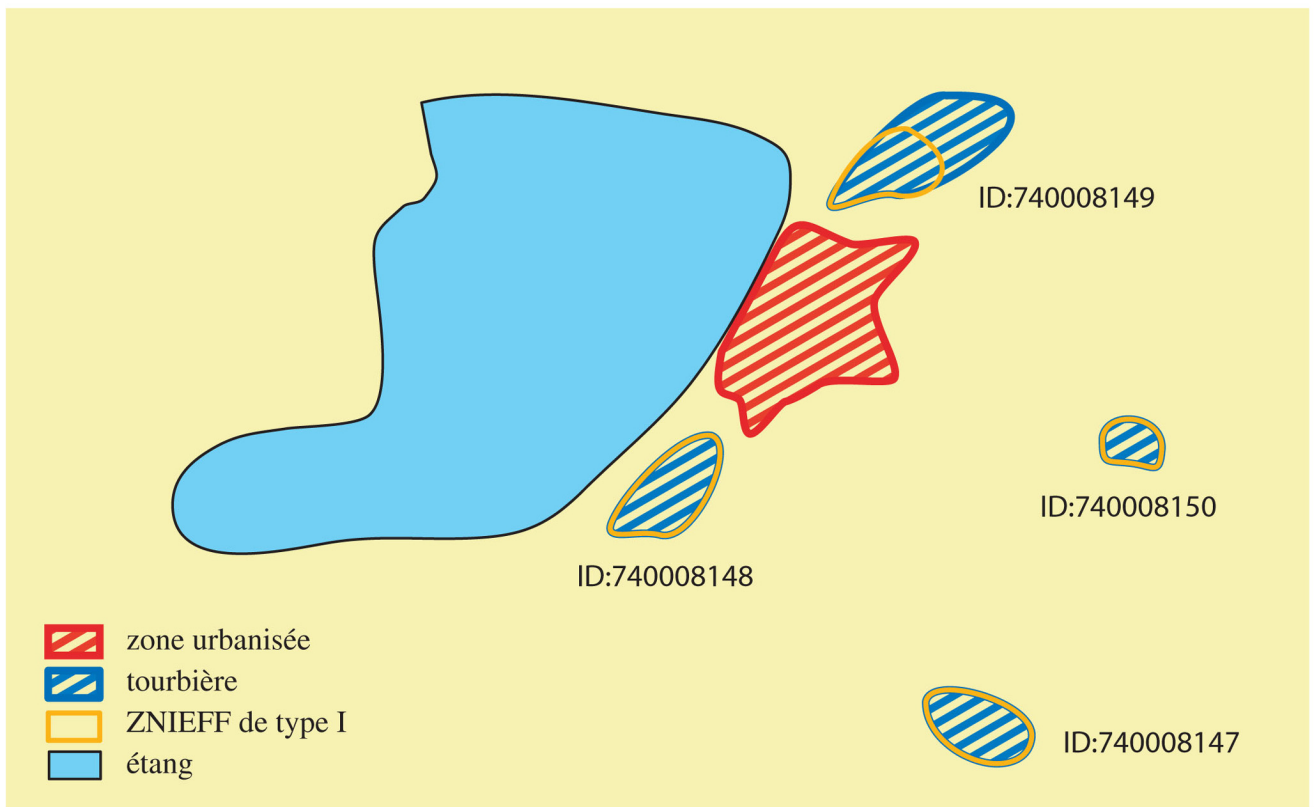 ID:740008149
ID:740008150
ID:740008148
zone urbanisée
tourbière
ZNIEFF de type I
étang
ID:740008147